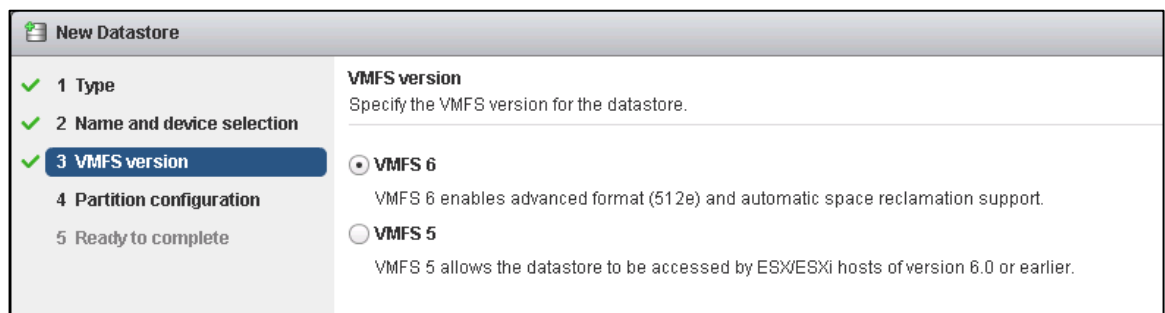 New Datastore
1 Type
2 Name and device selection
3 VMFS version
4 Partition configuration
5 Ready to complete
VMFS version
Specify the VMFS version for the datastore.
VMFS 6
VMFS 6 enables advanced format (512e) and automatic space reclamation support.
VMFS 5
VMFS 5 allows the datastore to be accessed by ESX/ESXi hosts of version 6.0 or earlier.